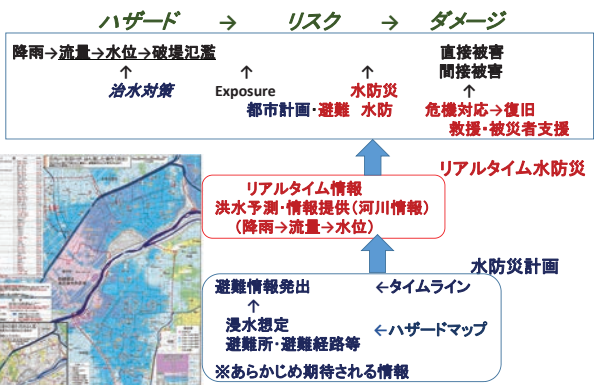 ハザード → リスク → ダメージ
降雨→流量→水位→破堤氾濫
直接被害
間接被害
↑ ↑ ↑ ↑
治水対策 Exposure 水防災 危機対応→復旧
都市計画・避難 水防 救援・被災者支援
リアルタイム水防災
リアルタイム情報
洪水予測・情報提供(河川情報)
(降雨→流量→水位)
水防災計画
避難情報発出 ←タイムライン
↑
浸水想定 ←ハザードマップ
避難所・避難経路等
※あらかじめ期待される情報